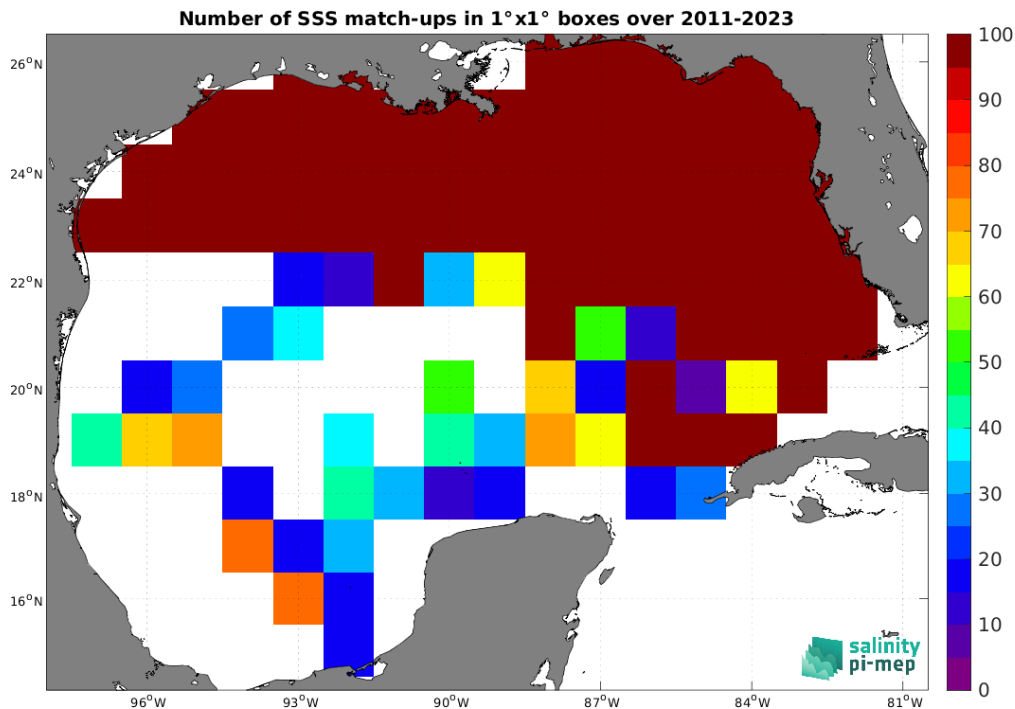 Number of SSS match-ups in 1°x1° boxes over 2011-2023
26°N
24°N
22°N
20°N
18°N
16°N
96°W
93°W
90°W
87°W
84°W
81°W
100
90
80
70
60
50
40
30
20
10
0
salinity
pi-mep